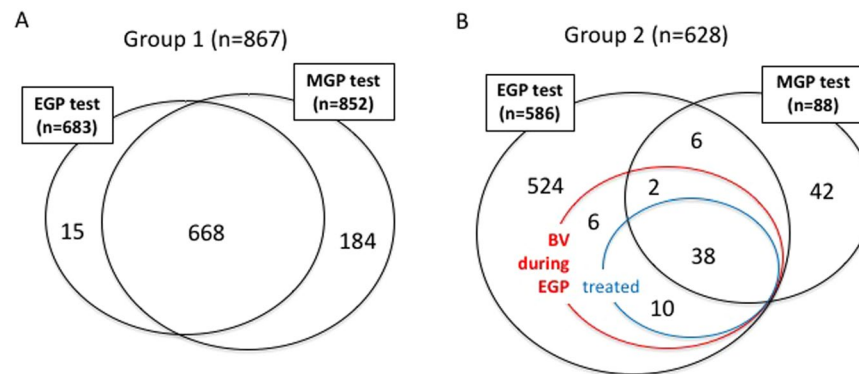 A
Group 1 (n=867)
EGP test
(n=683)
MGP test
(n=852)
15
668
184
B
Group 2 (n=628)
EGP test
(n=586)
MGP test
(n=88)
6
524
2
42
6
BV
during
EGP
treated
38
10